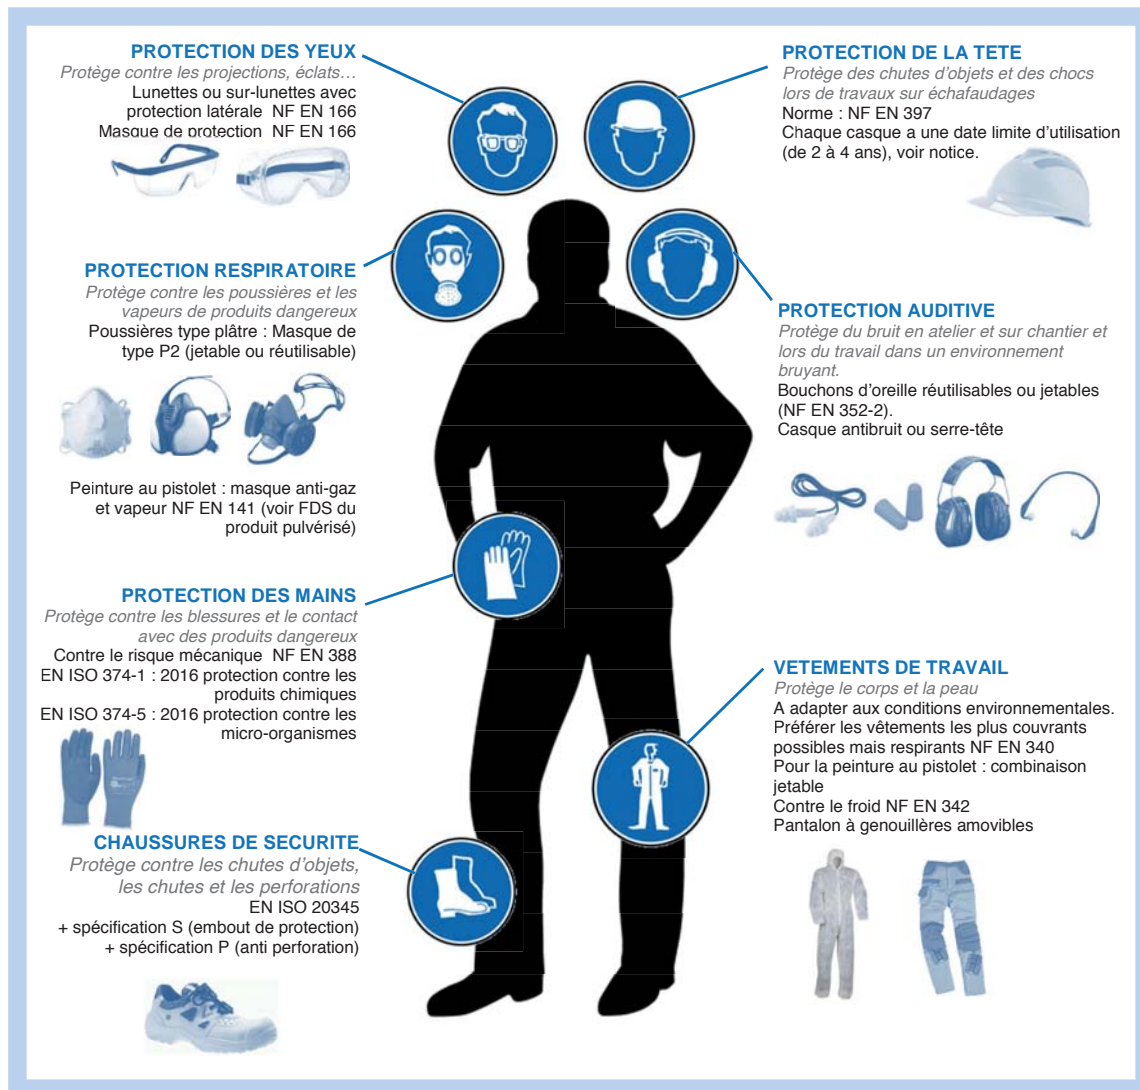 PROTECTION DES YEUX
Protège contre les projections, éclats…
Lunettes ou sur-lunettes avec
protection latérale NF EN 166
Masque de protection NF EN 166
PROTECTION DE LA TETE
Protège des chutes d'objets et des chocs
lors de travaux sur échafaudages
Norme : NF EN 397
Chaque casque a une date limite d'utilisation
(de 2 à 4 ans), voir notice.
PROTECTION RESPIRATOIRE
Protège contre les poussières et les
vapeurs de produits dangereux
Poussières type plâtre : Masque de
type P2 (jetable ou réutilisable)
Peinture au pistolet : masque anti-gaz
et vapeur NF EN 141 (voir FDS du
produit pulvérisé)
PROTECTION AUDITIVE
Protège du bruit en atelier et sur chantier et
lors du travail dans un environnement
bruyant.
Bouchons d'oreille réutilisables ou jetables
(NF EN 352-2).
Casque antibruit ou serre-tête
PROTECTION DES MAINS
Protège contre les blessures et le contact
avec des produits dangereux
Contre le risque mécanique NF EN 388
EN ISO 374-1 : 2016 protection contre les
produits chimiques
EN ISO 374-5 : 2016 protection contre les
micro-organismes
VETEMENTS DE TRAVAIL
Protège le corps et la peau
A adapter aux conditions environnementales.
Préférer les vêtements les plus couvrants
possibles mais respirants NF EN 340
Pour la peinture au pistolet : combinaison
jetable
Contre le froid NF EN 342
Pantalon à genouillères amovibles
CHAUSSURES DE SECURITE
Protège contre les chutes d'objets,
les chutes et les perforations
EN ISO 20345
+ spécification S (embout de protection)
+ spécification P (anti perforation)